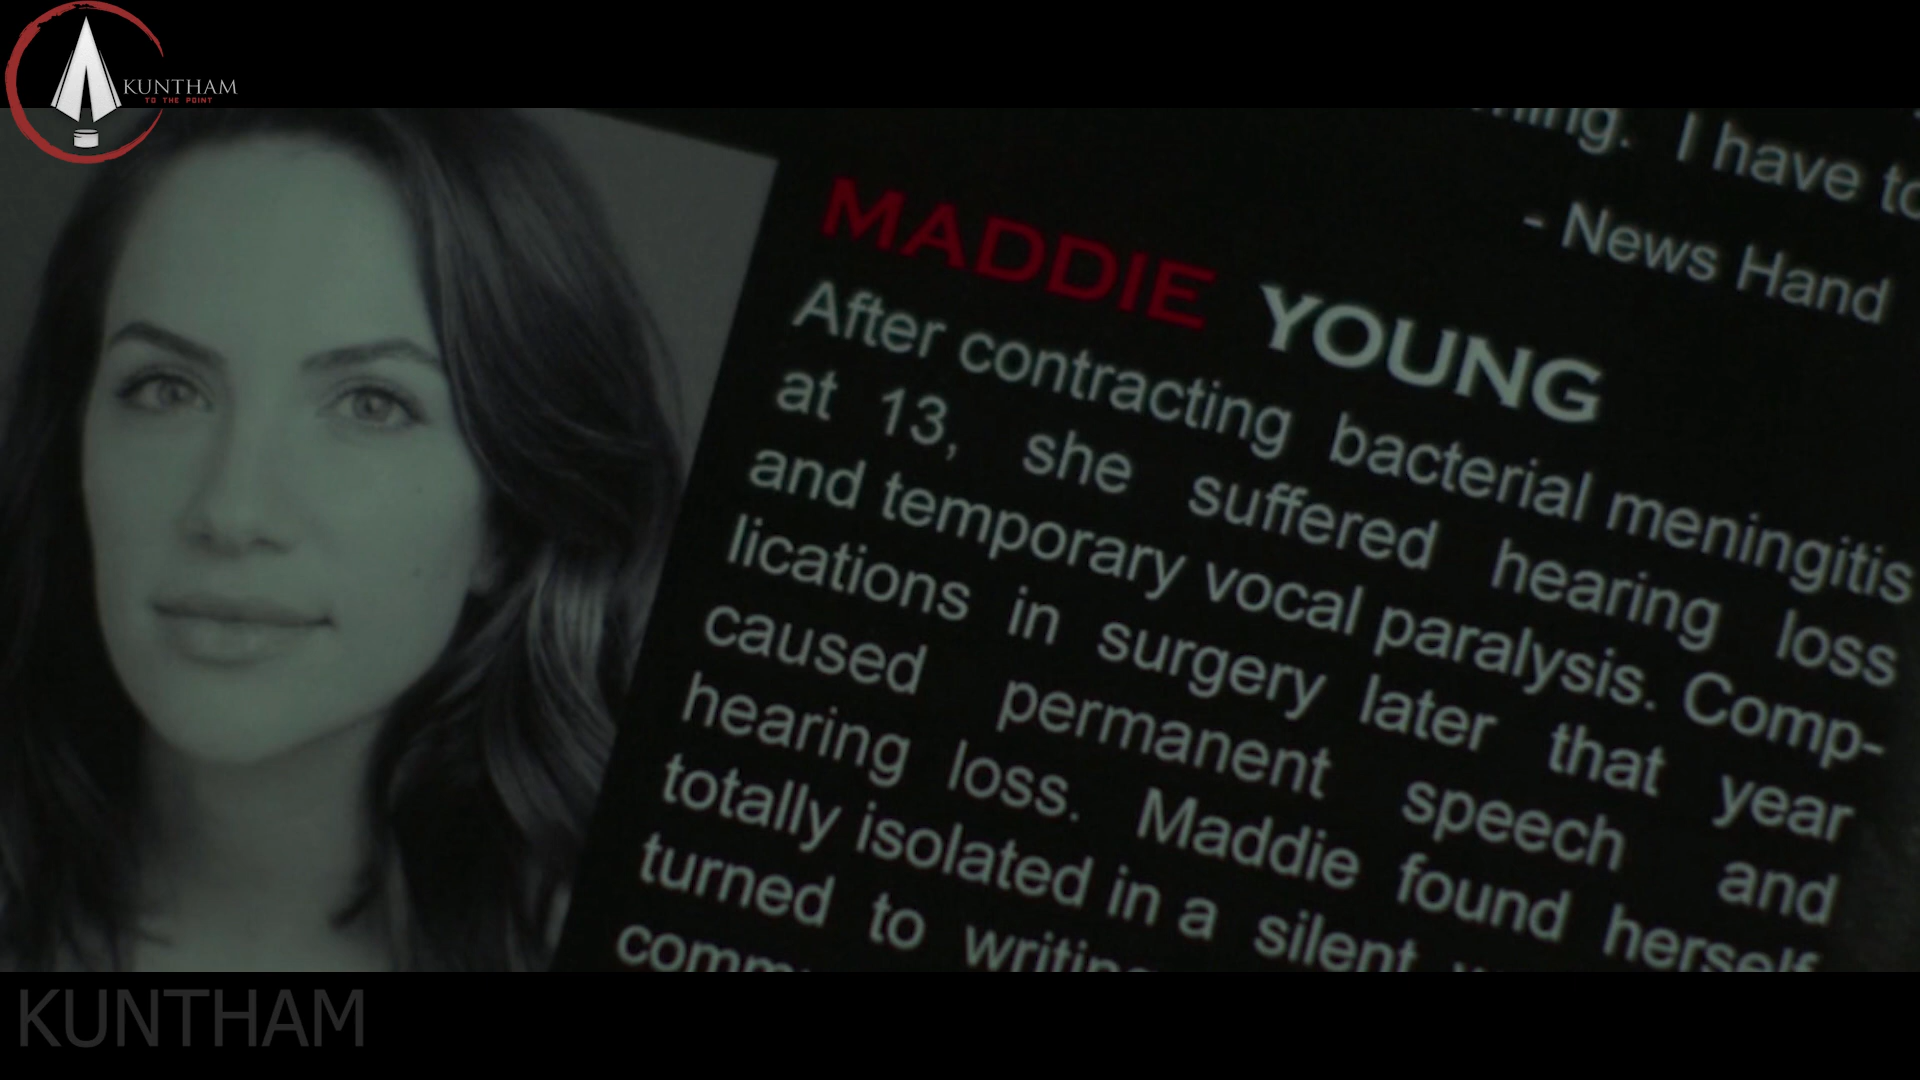 KUNTHAM
TO THE POINT
I have to
- News Hand
MADDIE YOUNG
After contracting bacterial meningitis
at 13, she suffered hearing loss
and temporary vocal paralysis. Comp-
lications in surgery later that year
caused permanent speech and
hearing loss. Maddie found herself
totally isolated in a silent
turned to writing
KUNTHAM